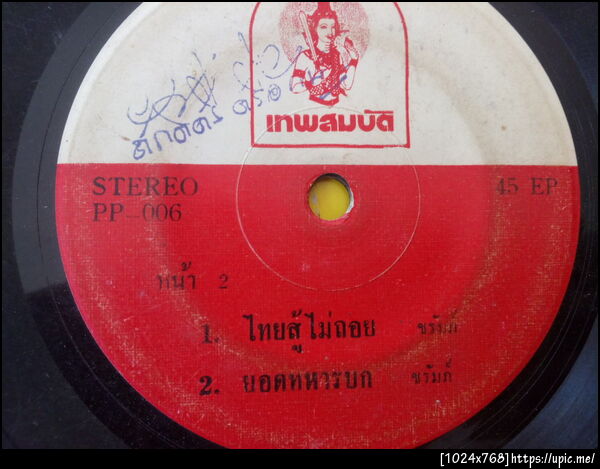 เทพสมบัติ
STEREO 45 EP
PP-006
หน้า 2
1. ไทยสู้ไม่ถอย ชรัมภ์
2. ยอดทหารบก ชรัมภ์
[1024x768]https://upic.me/